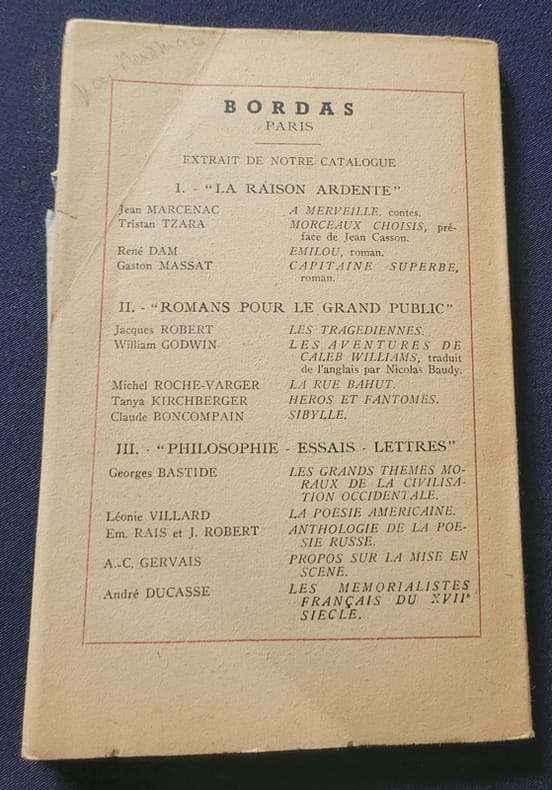 BORDAS
PARIS
EXTRAIT DE NOTRE CATALOGUE
I. - "LA RAISON ARDENTE"
Jean MARCENAC A MERVEILLE, contes.
Tristan TZARA MORCEAUX CHOISIS, pré-
face de Jean Cassou.
René DAM EMILOU, roman.
Gaston MASSAT CAPITAINE SUPERBE,
roman.
II. - "ROMANS POUR LE GRAND PUBLIC"
Jacques ROBERT LES TRAGEDIENNES.
William GODWIN LES AVENTURES DE
CALEB WILLIAMS, traduit
de l'anglais par Nicolas Baudy.
Michel ROCHE-VARGER LA RUE BAHUT.
Tanya KIRCHBERGER HEROS ET FANTOMES.
Claude BONCOMPAIN SIBYLLE.
III. - "PHILOSOPHIE - ESSAIS - LETTRES"
Georges BASTIDE LES GRANDS THEMES MO-
RAUX DE LA CIVILISA-
TION OCCIDENTALE.
Léonie VILLARD LA POESIE AMERICAINE.
Em. RAIS et J. ROBERT ANTHOLOGIE DE LA POE-
SIE RUSSE.
A.-C. GERVAIS PROPOS SUR LA MISE EN
SCENE.
André DUCASSE LES MEMORIALISTES
FRANÇAIS DU XVIIe
SIECLE.